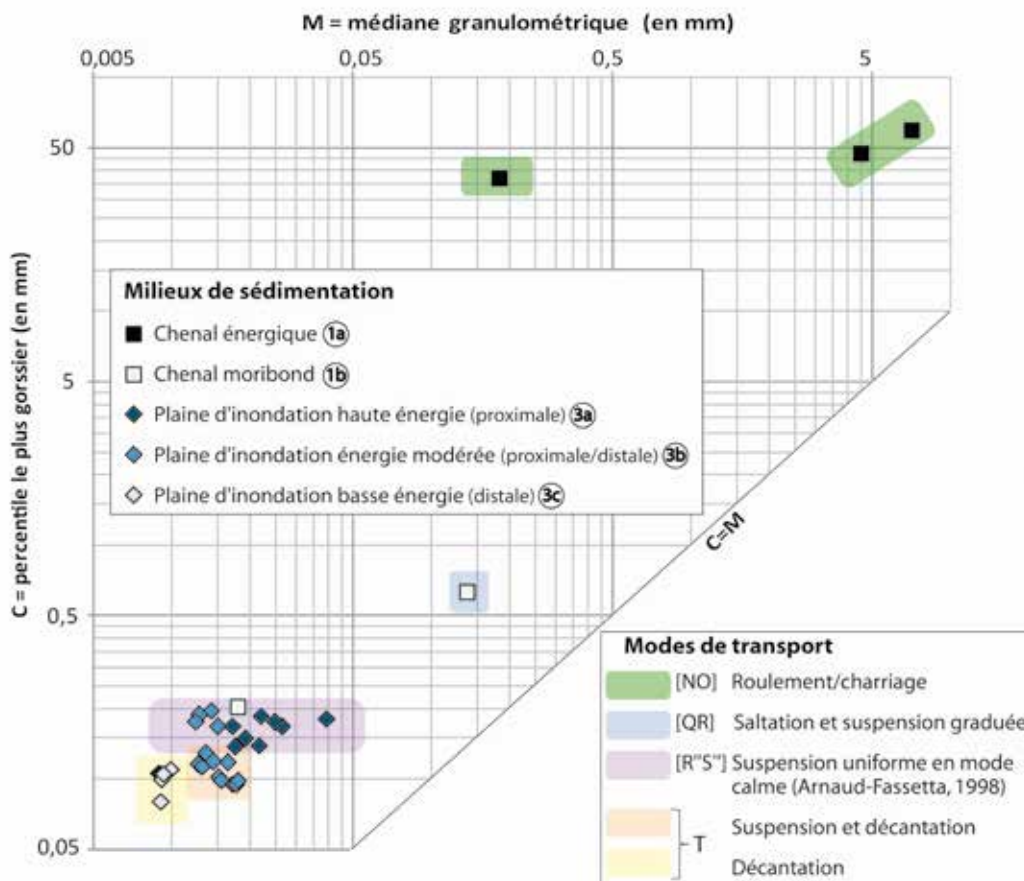 M = médiane granulométrique (en mm)
0,005 0,05 0,5 5
50
5
0,5
0,05
C = percentile le plus gorssier (en mm)
Milieux de sédimentation
Chenal énergique 1a
Chenal moribond 1b
Plaine d'inondation haute énergie (proximale) 3a
Plaine d'inondation énergie modérée (proximale/distale) 3b
Plaine d'inondation basse énergie (distale) 3c
C=M
Modes de transport
[NO] Roulement/charriage
[QR] Saltation et suspension graduée
[R"S"] Suspension uniforme en mode
calme (Arnaud-Fassetta, 1998)
Suspension et décantation
T
Décantation